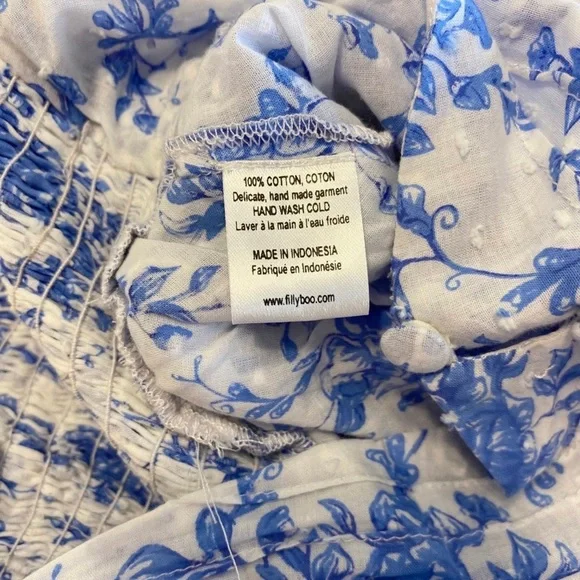 100% COTTON, COTON
Delicate, hand made garment
HAND WASH COLD
Laver à la main à l'eau froide
MADE IN INDONESIA
Fabriqué en Indonésie
www.fillyboo.com